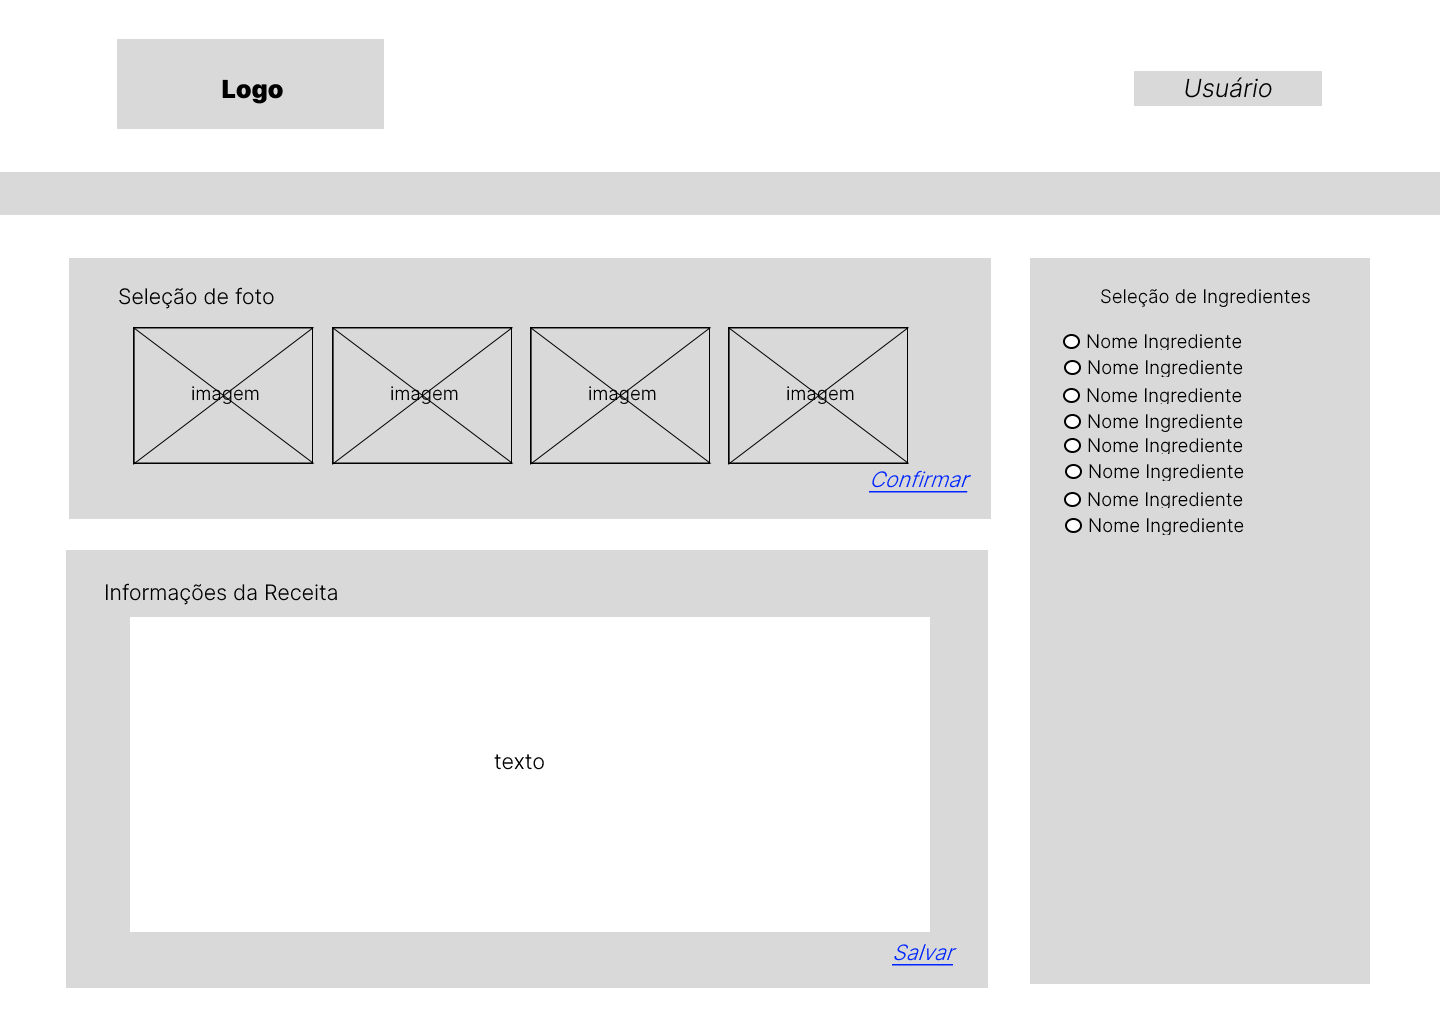 Logo
Usuário
Seleção de foto
imagem
imagem
imagem
imagem
Confirmar
Informações da Receita
texto
Salvar
Seleção de Ingredientes
Nome Ingrediente
Nome Ingrediente
Nome Ingrediente
Nome Ingrediente
Nome Ingrediente
Nome Ingrediente
Nome Ingrediente
Nome Ingrediente